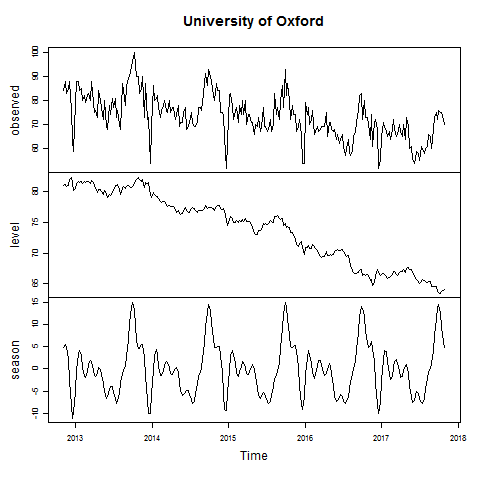 University of Oxford
observed
60 70 80 90 100
level
65 70 75 80
season
-10 -5 0 5 10 15
2013 2014 2015 2016 2017 2018
Time